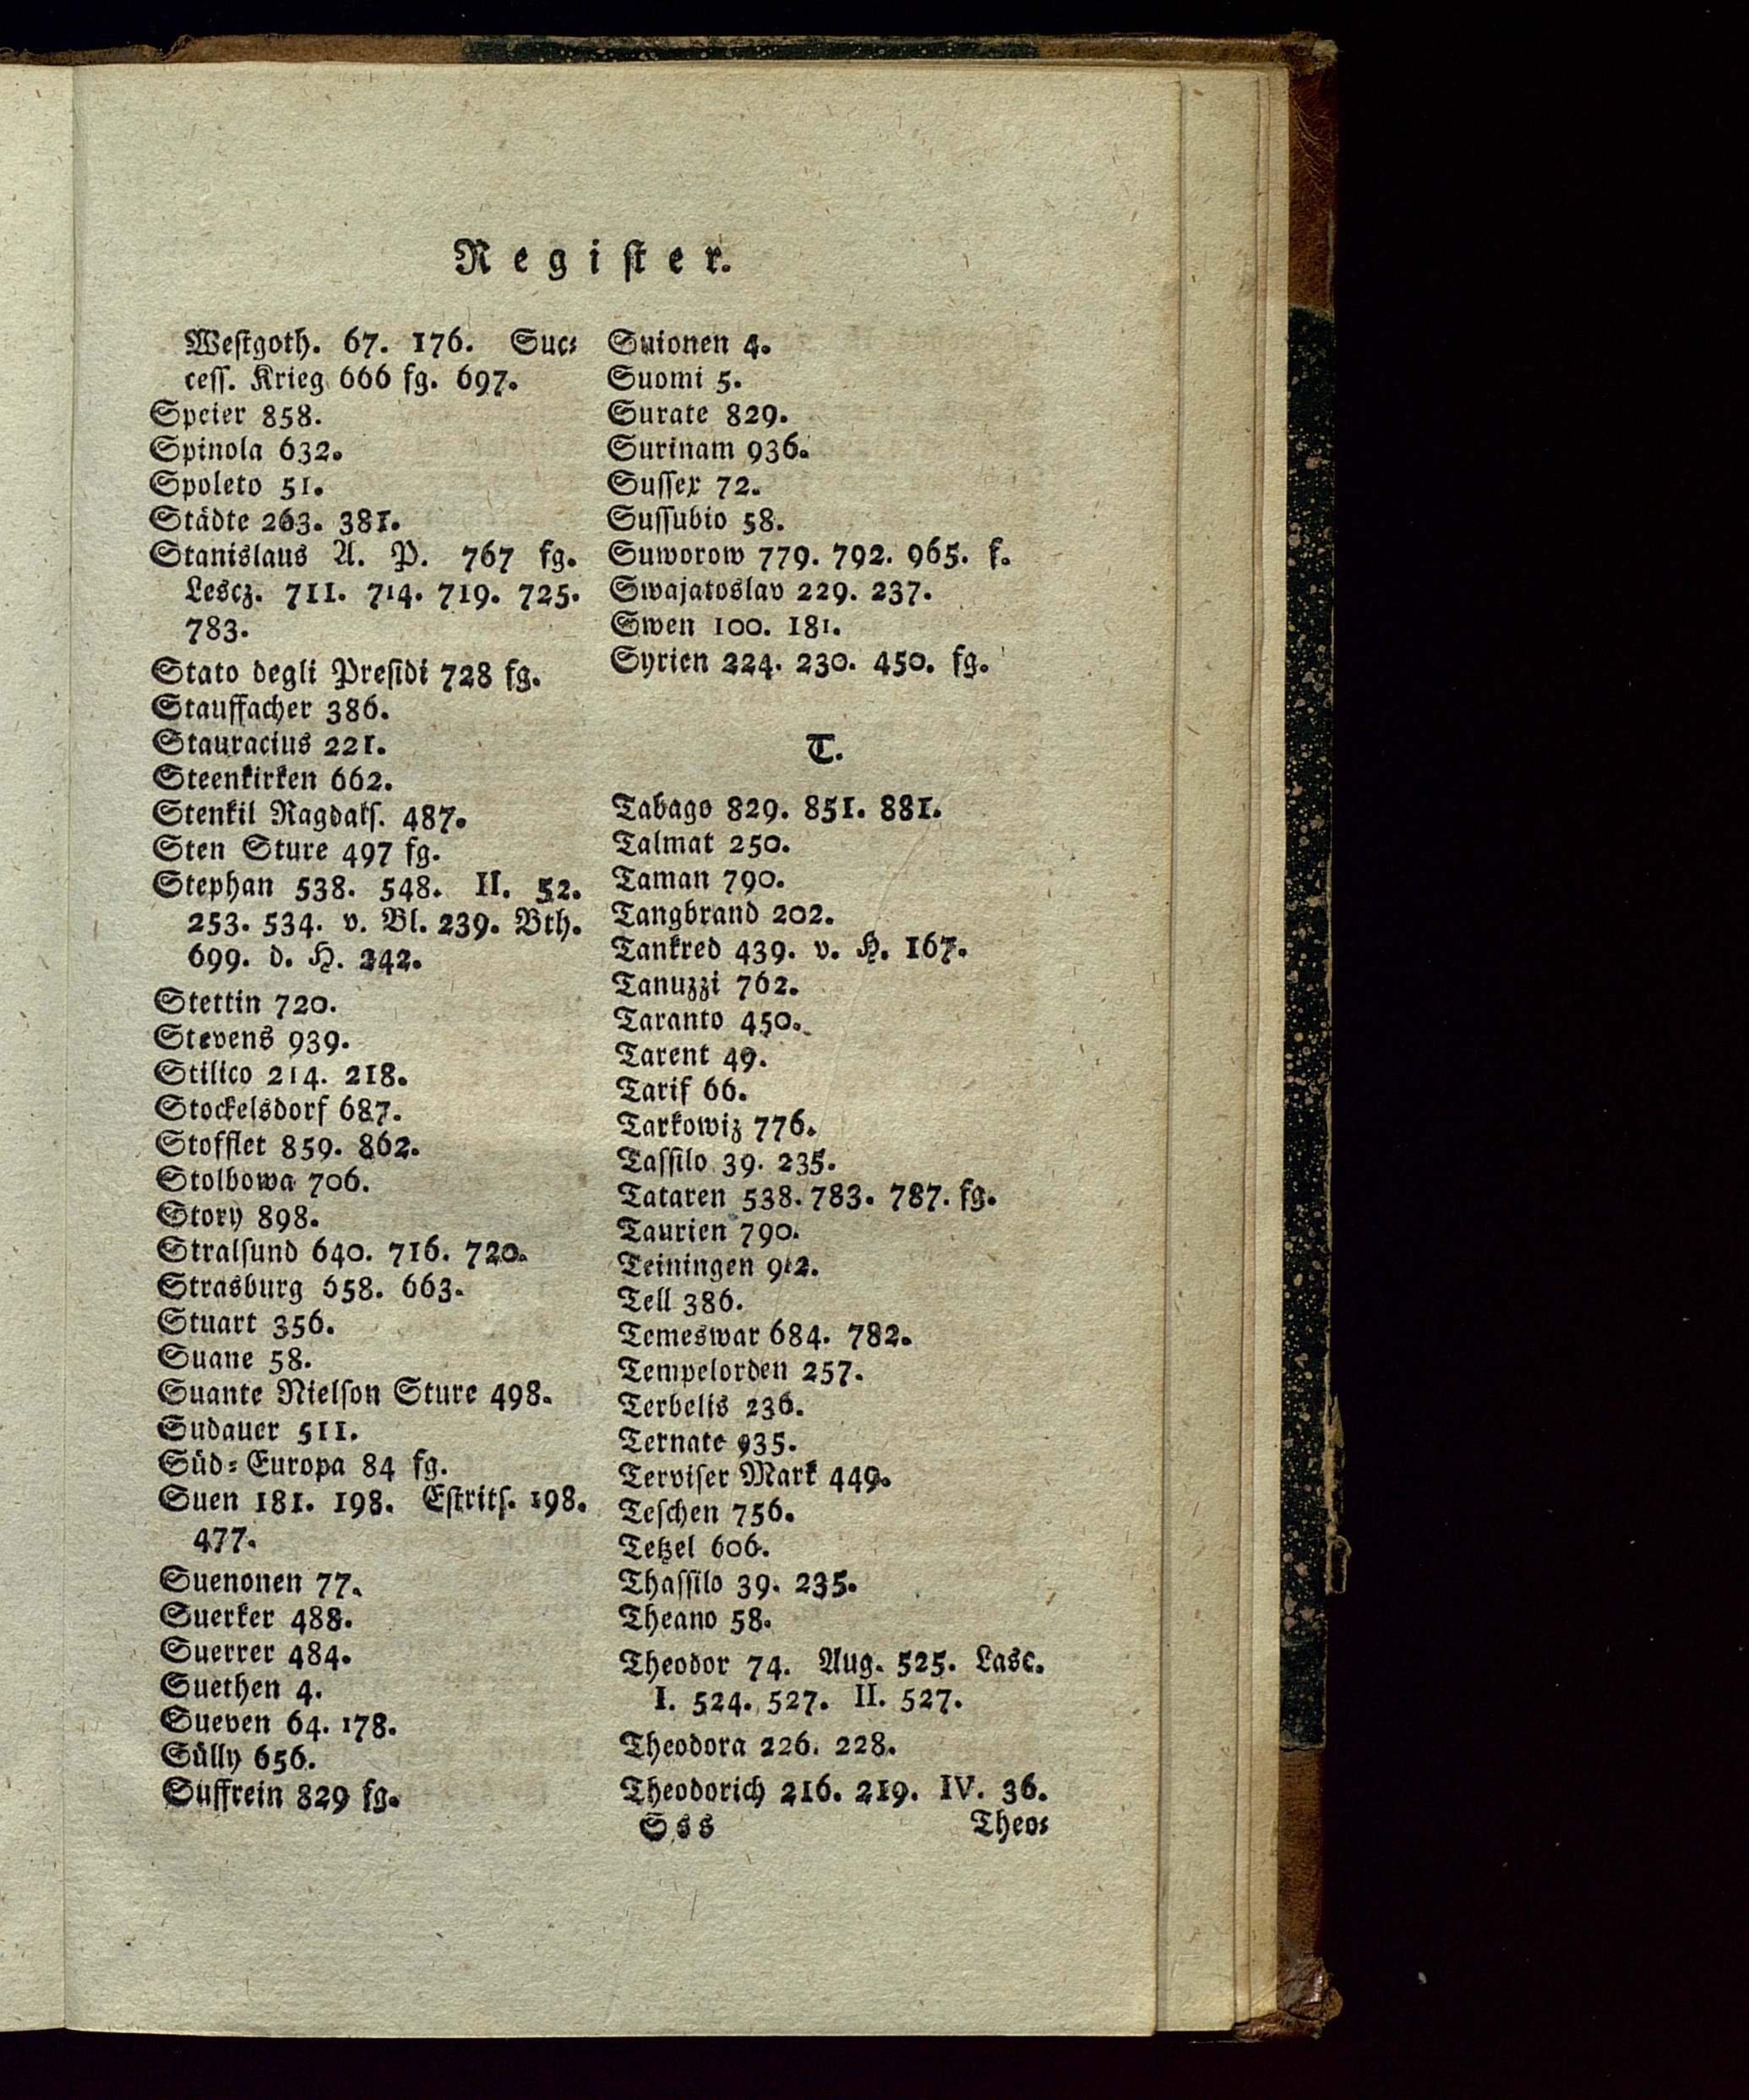 Regiſter.
Weſtgoth. 67. 176. Suc⸗
ceſſ. Krieg 666 fg. 697.
Speier 858.
Spinola 632.
Spoleto 51.
Städte 263. 381.
Stanislaus A. P. 767 fg.
Lescz. 711. 714. 719. 725.
783.
Stato degli Preſidi 728 fg.
Stauffacher 386.
Stauracius 221.
Steenkirken 662.
Stenkil Ragdakſ. 487.
Sten Sture 497 fg.
Stephan 538. 548. II. 52.
253. 534. v. Bl. 239. Bth.
699. d. H. 242.
Stettin 720.
Stevens 939.
Stilico 214. 218.
Stockelsdorf 687.
Stofflet 859. 862.
Stolbowa 706.
Story 898.
Stralſund 640. 716. 720.
Strasburg 658. 663.
Stuart 356.
Suane 58.
Suante Nielſon Sture 498.
Sudauer 511.
Süd⸗Europa 84 fg.
Suen 181. 198. Eſtritſ. 198.
477.
Suenonen 77.
Suerker 488.
Suerrer 484.
Suethen 4.
Sueven 64. 178.
Sülly 656.
Suffrein 829 fg.
Suionen 4.
Suomi 5.
Surate 829.
Surinam 936.
Suſſex 72.
Suſſubio 58.
Suworow 779. 792. 965. f.
Swajatoslav 229. 237.
Swen 100. 181.
Syrien 224. 230. 450. fg.
T.
Tabago 829. 851. 881.
Talmat 250.
Taman 790.
Tangbrand 202.
Tankred 439. v. H. 167.
Tanuzzi 762.
Taranto 450.
Tarent 49.
Tarif 66.
Tarkowiz 776.
Taſſilo 39. 235.
Tataren 538. 783. 787. fg.
Taurien 790.
Teiningen 912.
Tell 386.
Temeswar 684. 782.
Tempelorden 257.
Terbelis 236.
Ternate 935.
Terviſer Mark 449.
Teſchen 756.
Tetzel 606.
Thaſſilo 39. 235.
Theano 58.
Theodor 74. Aug. 525. Lasc.
I. 524. 527. II. 527.
Theodora 226. 228.
Theodorich 216. 219. IV. 36.
Sss Theo⸗